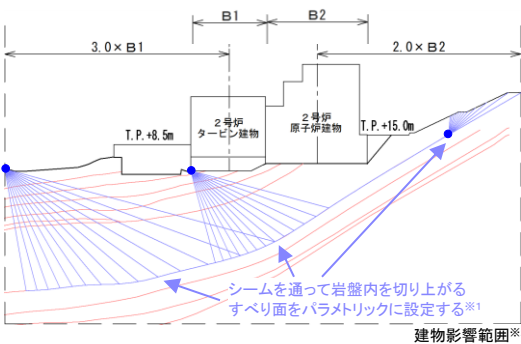 B1
B2
3.0×B1
2.0×B2
2号炉
タービン建物
2号炉
原子炉建物
T.P.+8.5m
T.P.+15.0m
シームを通って岩盤内を切り上がる
すべり面をパラメトリックに設定する※1
建物影響範囲※